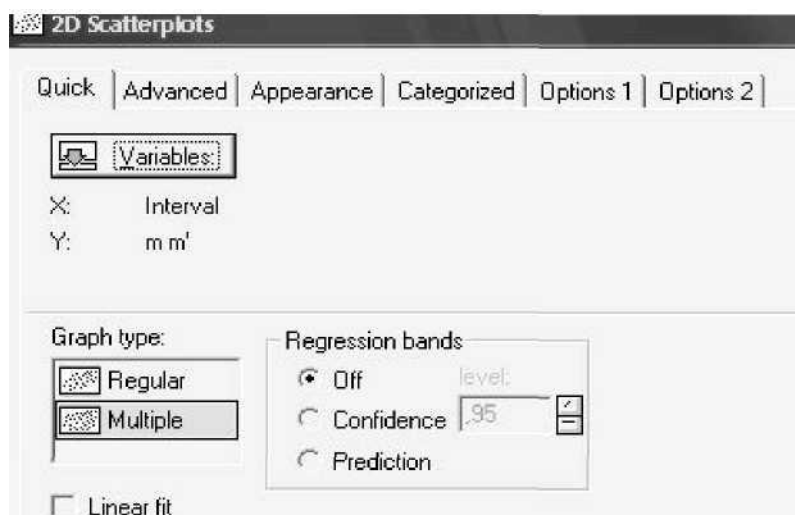 2D Scatterplots
Quick Advanced Appearance Categorized Options 1 Options 2
Variables:
X: Interval
Y: m m'
Graph type:
Regular
Multiple
Regression bands
Off level:
Confidence .95
Prediction
Linear fit